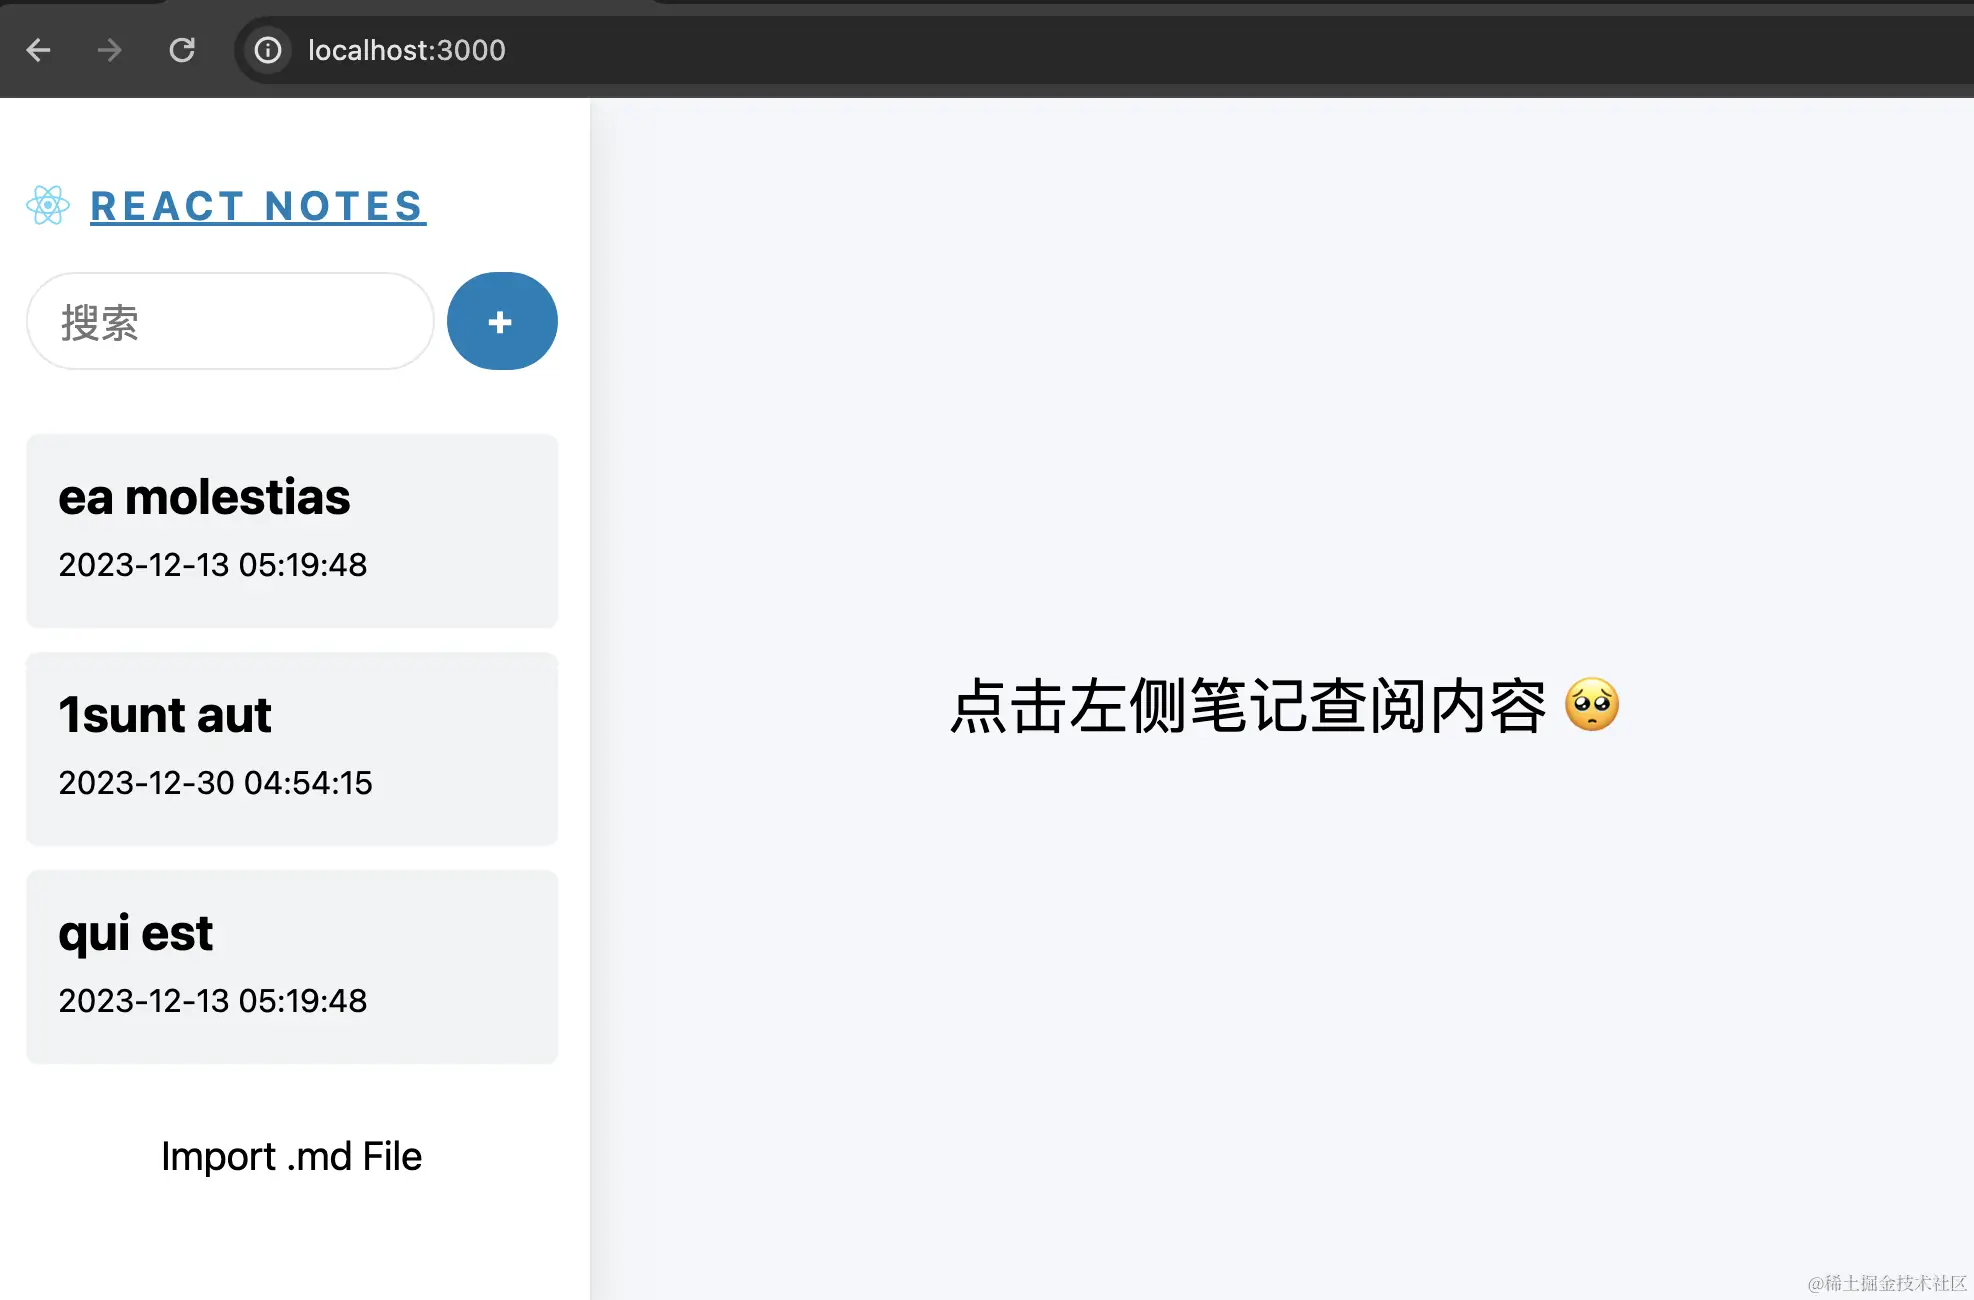 localhost:3000
REACT NOTES
搜索
+
ea molestias
2023-12-13 05:19:48
1sunt aut
2023-12-30 04:54:15
qui est
2023-12-13 05:19:48
Import .md File
点击左侧笔记查阅内容 🥺
@稀土掘金技术社区